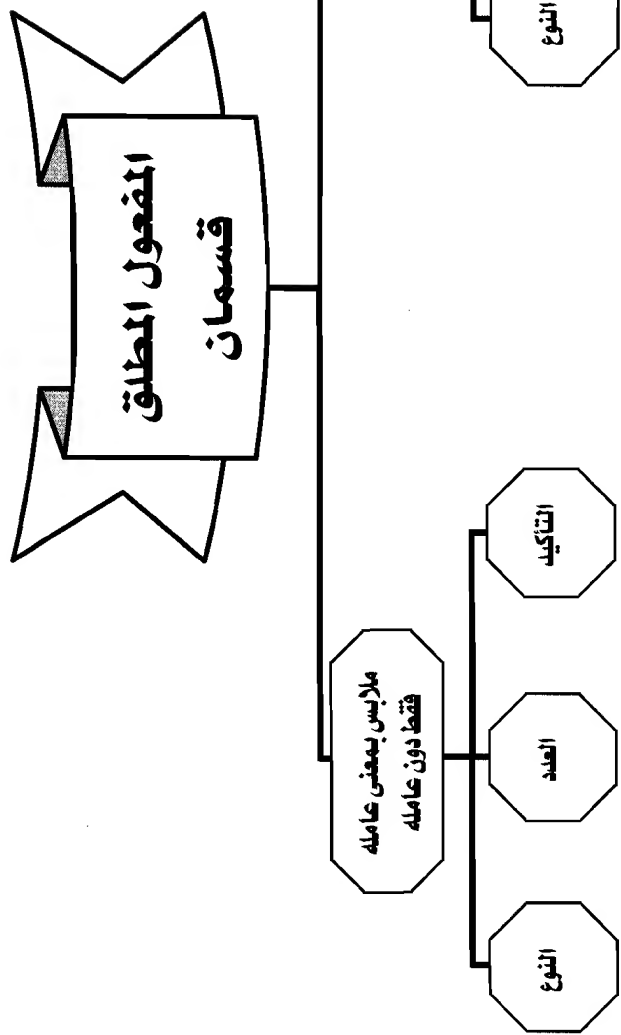 المفعول المطلق
قسمان
ملابس بمعنى عامله
فقط دون عامله
النوع
التأكيد
العدد
النوع